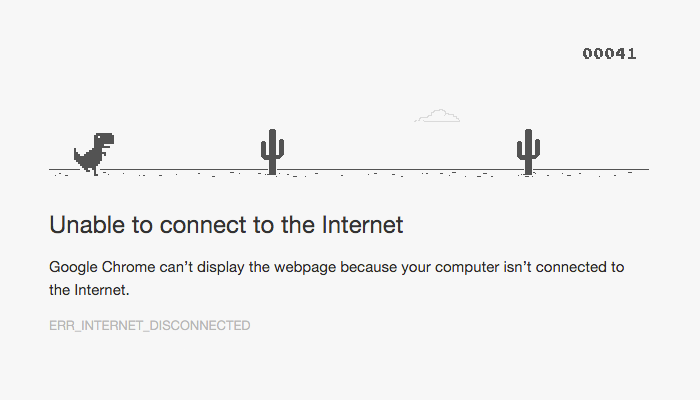 00041
Unable to connect to the Internet
Google Chrome can’t display the webpage because your computer isn’t connected to
the Internet.
ERR_INTERNET_DISCONNECTED